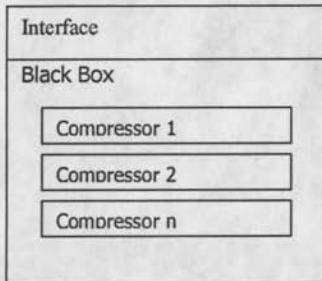 Interface
Black Box
Compressor 1
Compressor 2
Compressor n